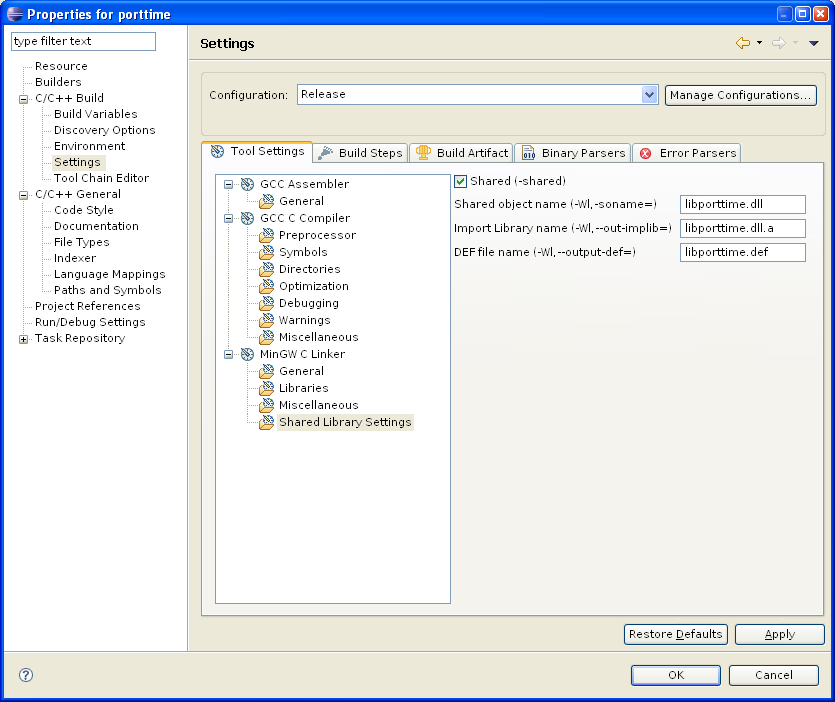 Properties for porttime
type filter text
Resource
Builders
C/C++ Build
Build Variables
Discovery Options
Environment
Settings
Tool Chain Editor
C/C++ General
Code Style
Documentation
File Types
Indexer
Language Mappings
Paths and Symbols
Project References
Run/Debug Settings
Task Repository
Settings
Configuration: Release Manage Configurations...
Tool Settings Build Steps Build Artifact Binary Parsers Error Parsers
GCC Assembler
General
GCC C Compiler
Preprocessor
Symbols
Directories
Optimization
Debugging
Warnings
Miscellaneous
MinGW C Linker
General
Libraries
Miscellaneous
Shared Library Settings
Shared (-shared)
Shared object name (-Wl,-soname=) libporttime.dll
Import Library name (-Wl,--out-implib=) libporttime.dll.a
DEF file name (-Wl,--output-def=) libporttime.def
Restore Defaults Apply
OK Cancel